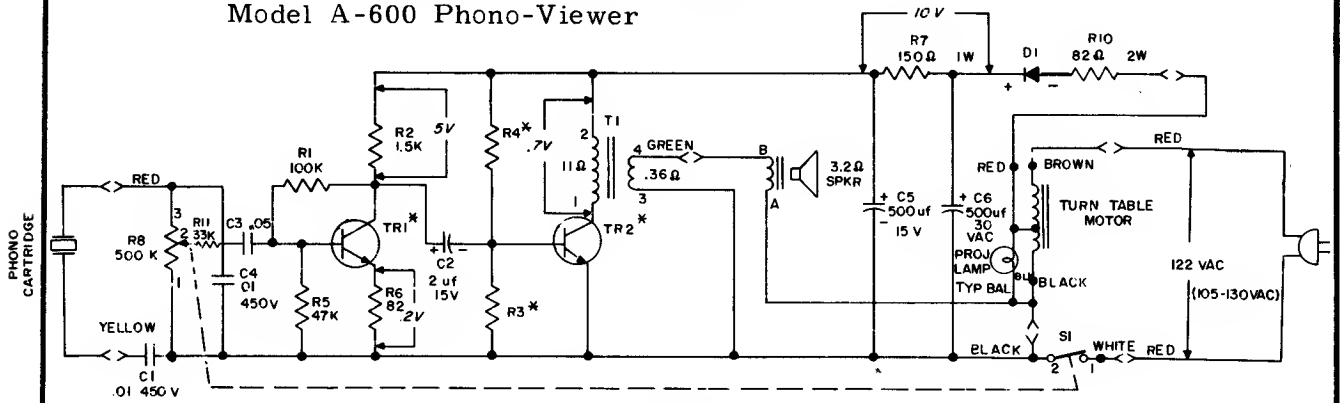 Model A-600 Phono-Viewer
10 V
R7
150Ω
1W
D1
+
-
R10
82Ω
2W
R2
1.5K
5V
R4*
.7V
2
T1
11Ω
1
4
GREEN
.36Ω
3
B
A
3.2Ω
SPKR
R1
100K
RED
PHONO
CARTRIDGE
3
2
1
R8
500 K
R11
33K
C3
.05
C4
.01
450V
R5
47K
TR1*
R6
82
.2V
+
-
C2
2 uf
15V
R3*
TR2*
+
C5
500uf
-
15 V
+
C6
500uf
30
VAC
RED
BROWN
RED
TURN TABLE
MOTOR
PROJ
LAMP
TYP BAL
BLACK
122 VAC
(105-130VAC)
YELLOW
C1
.01 450 V
BLACK
S1
2
1
WHITE
RED